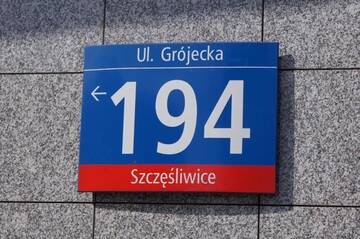 Ul. Grójecka
← 194
Szczęśliwice